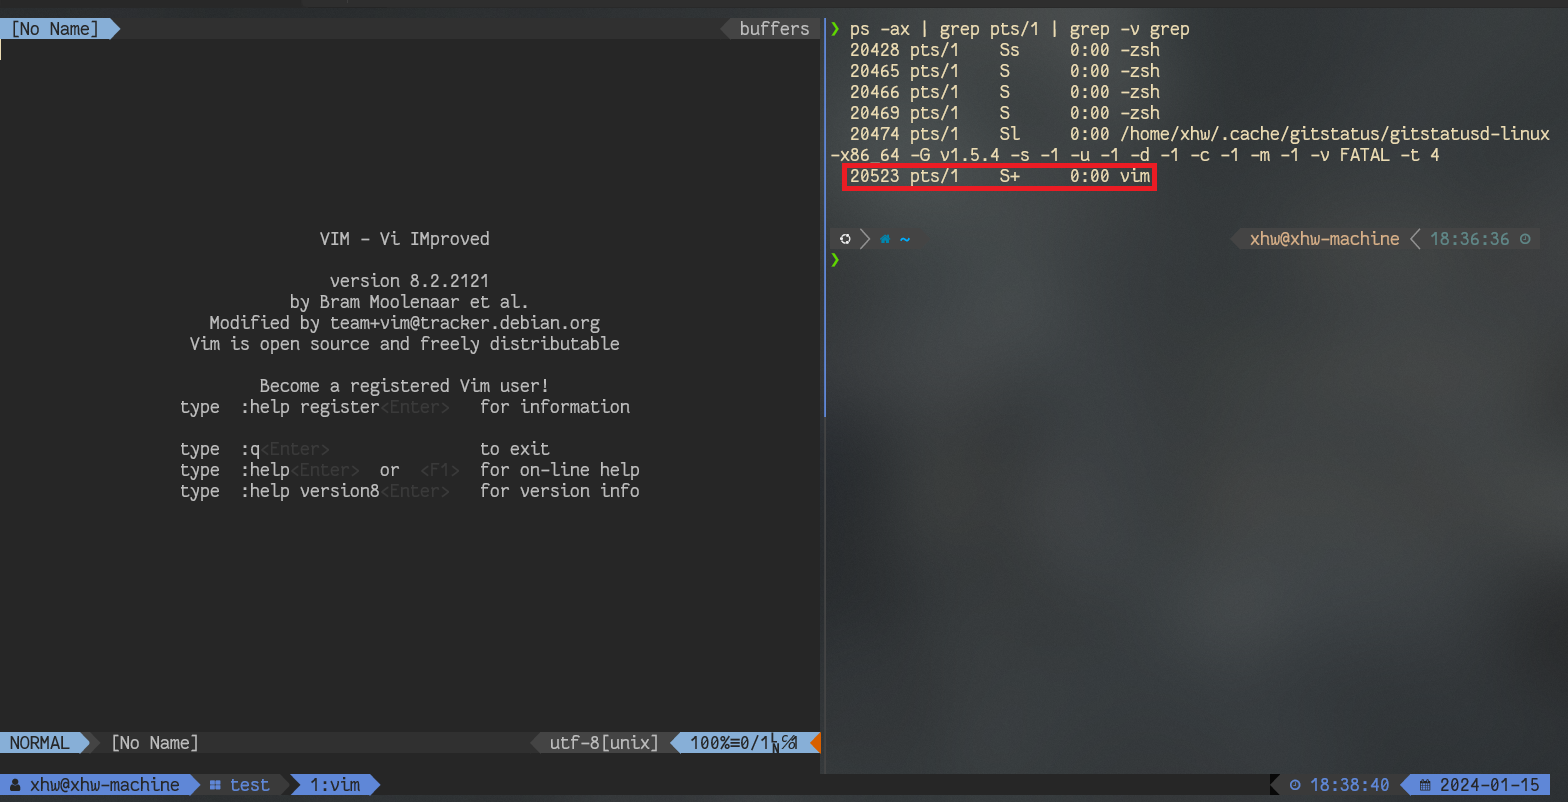 [No Name]
buffers
VIM - Vi IMproved
version 8.2.2121
by Bram Moolenaar et al.
Modified by team+vim@tracker.debian.org
Vim is open source and freely distributable
Become a registered Vim user!
type  :help register<Enter>   for information
type  :q<Enter>               to exit
type  :help<Enter>  or  <F1>  for on-line help
type  :help version8<Enter>   for version info
NORMAL
[No Name]
utf-8[unix]
100%≡0/1
❯ ps -ax | grep pts/1 | grep -v grep
20428 pts/1    Ss     0:00 -zsh
20465 pts/1    S      0:00 -zsh
20466 pts/1    S      0:00 -zsh
20469 pts/1    S      0:00 -zsh
20474 pts/1    Sl     0:00 /home/xhw/.cache/gitstatus/gitstatusd-linux
-x86_64 -G v1.5.4 -s -1 -u -1 -d -1 -c -1 -m -1 -v FATAL -t 4
20523 pts/1    S+     0:00 vim
~
xhw@xhw-machine
18:36:36
❯
xhw@xhw-machine
test
1:vim
18:38:40
2024-01-15